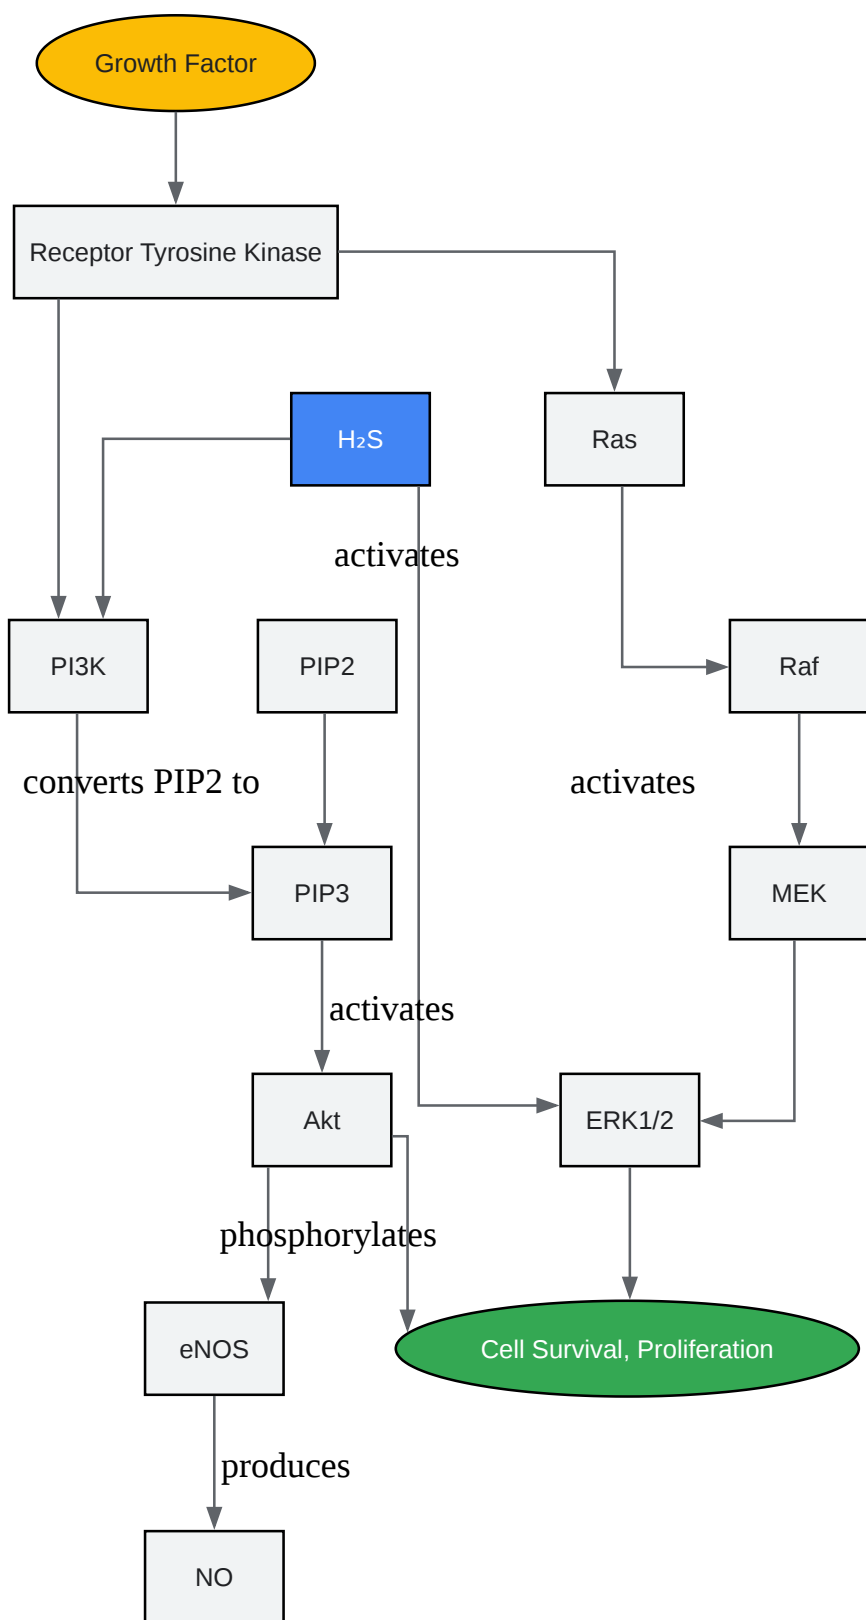 Growth Factor
Receptor Tyrosine Kinase
H₂S
Ras
activates
PI3K
PIP2
Raf
converts PIP2 to
activates
PIP3
MEK
activates
Akt
ERK1/2
phosphorylates
eNOS
Cell Survival, Proliferation
produces
NO